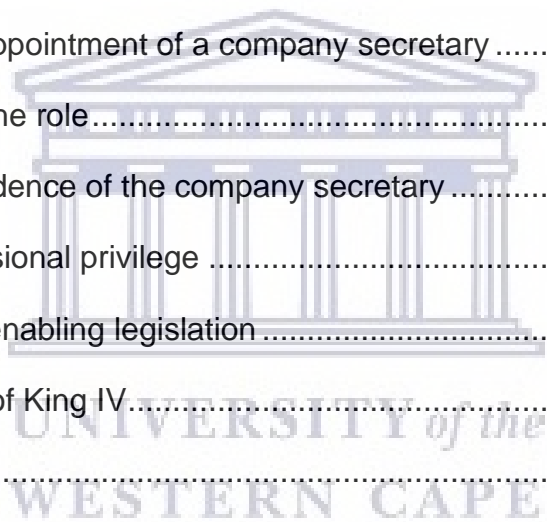 ppointment of a company secretary ......
he role..........................................................
dence of the company secretary ...........
sional privilege ...........................................
enabling legislation ....................................
of King IV.....................................................
....................................................................
UNIVERSITY of the
WESTERN CAPE